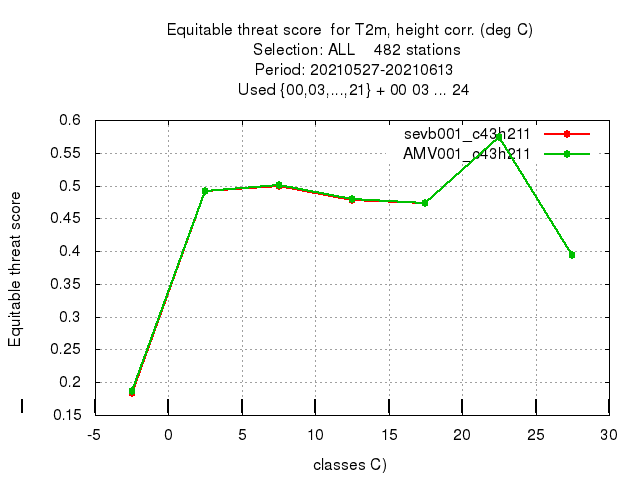 Equitable threat score  for T2m, height corr. (deg C)
Selection: ALL    482 stations
Period: 20210527-20210613
Used {00,03,...,21} + 00 03 ... 24
sevb001_c43h211
AMV001_c43h211
0.6
0.55
0.5
0.45
0.4
0.35
0.3
0.25
0.2
0.15
Equitable threat score
-5 0 5 10 15 20 25 30
classes C)